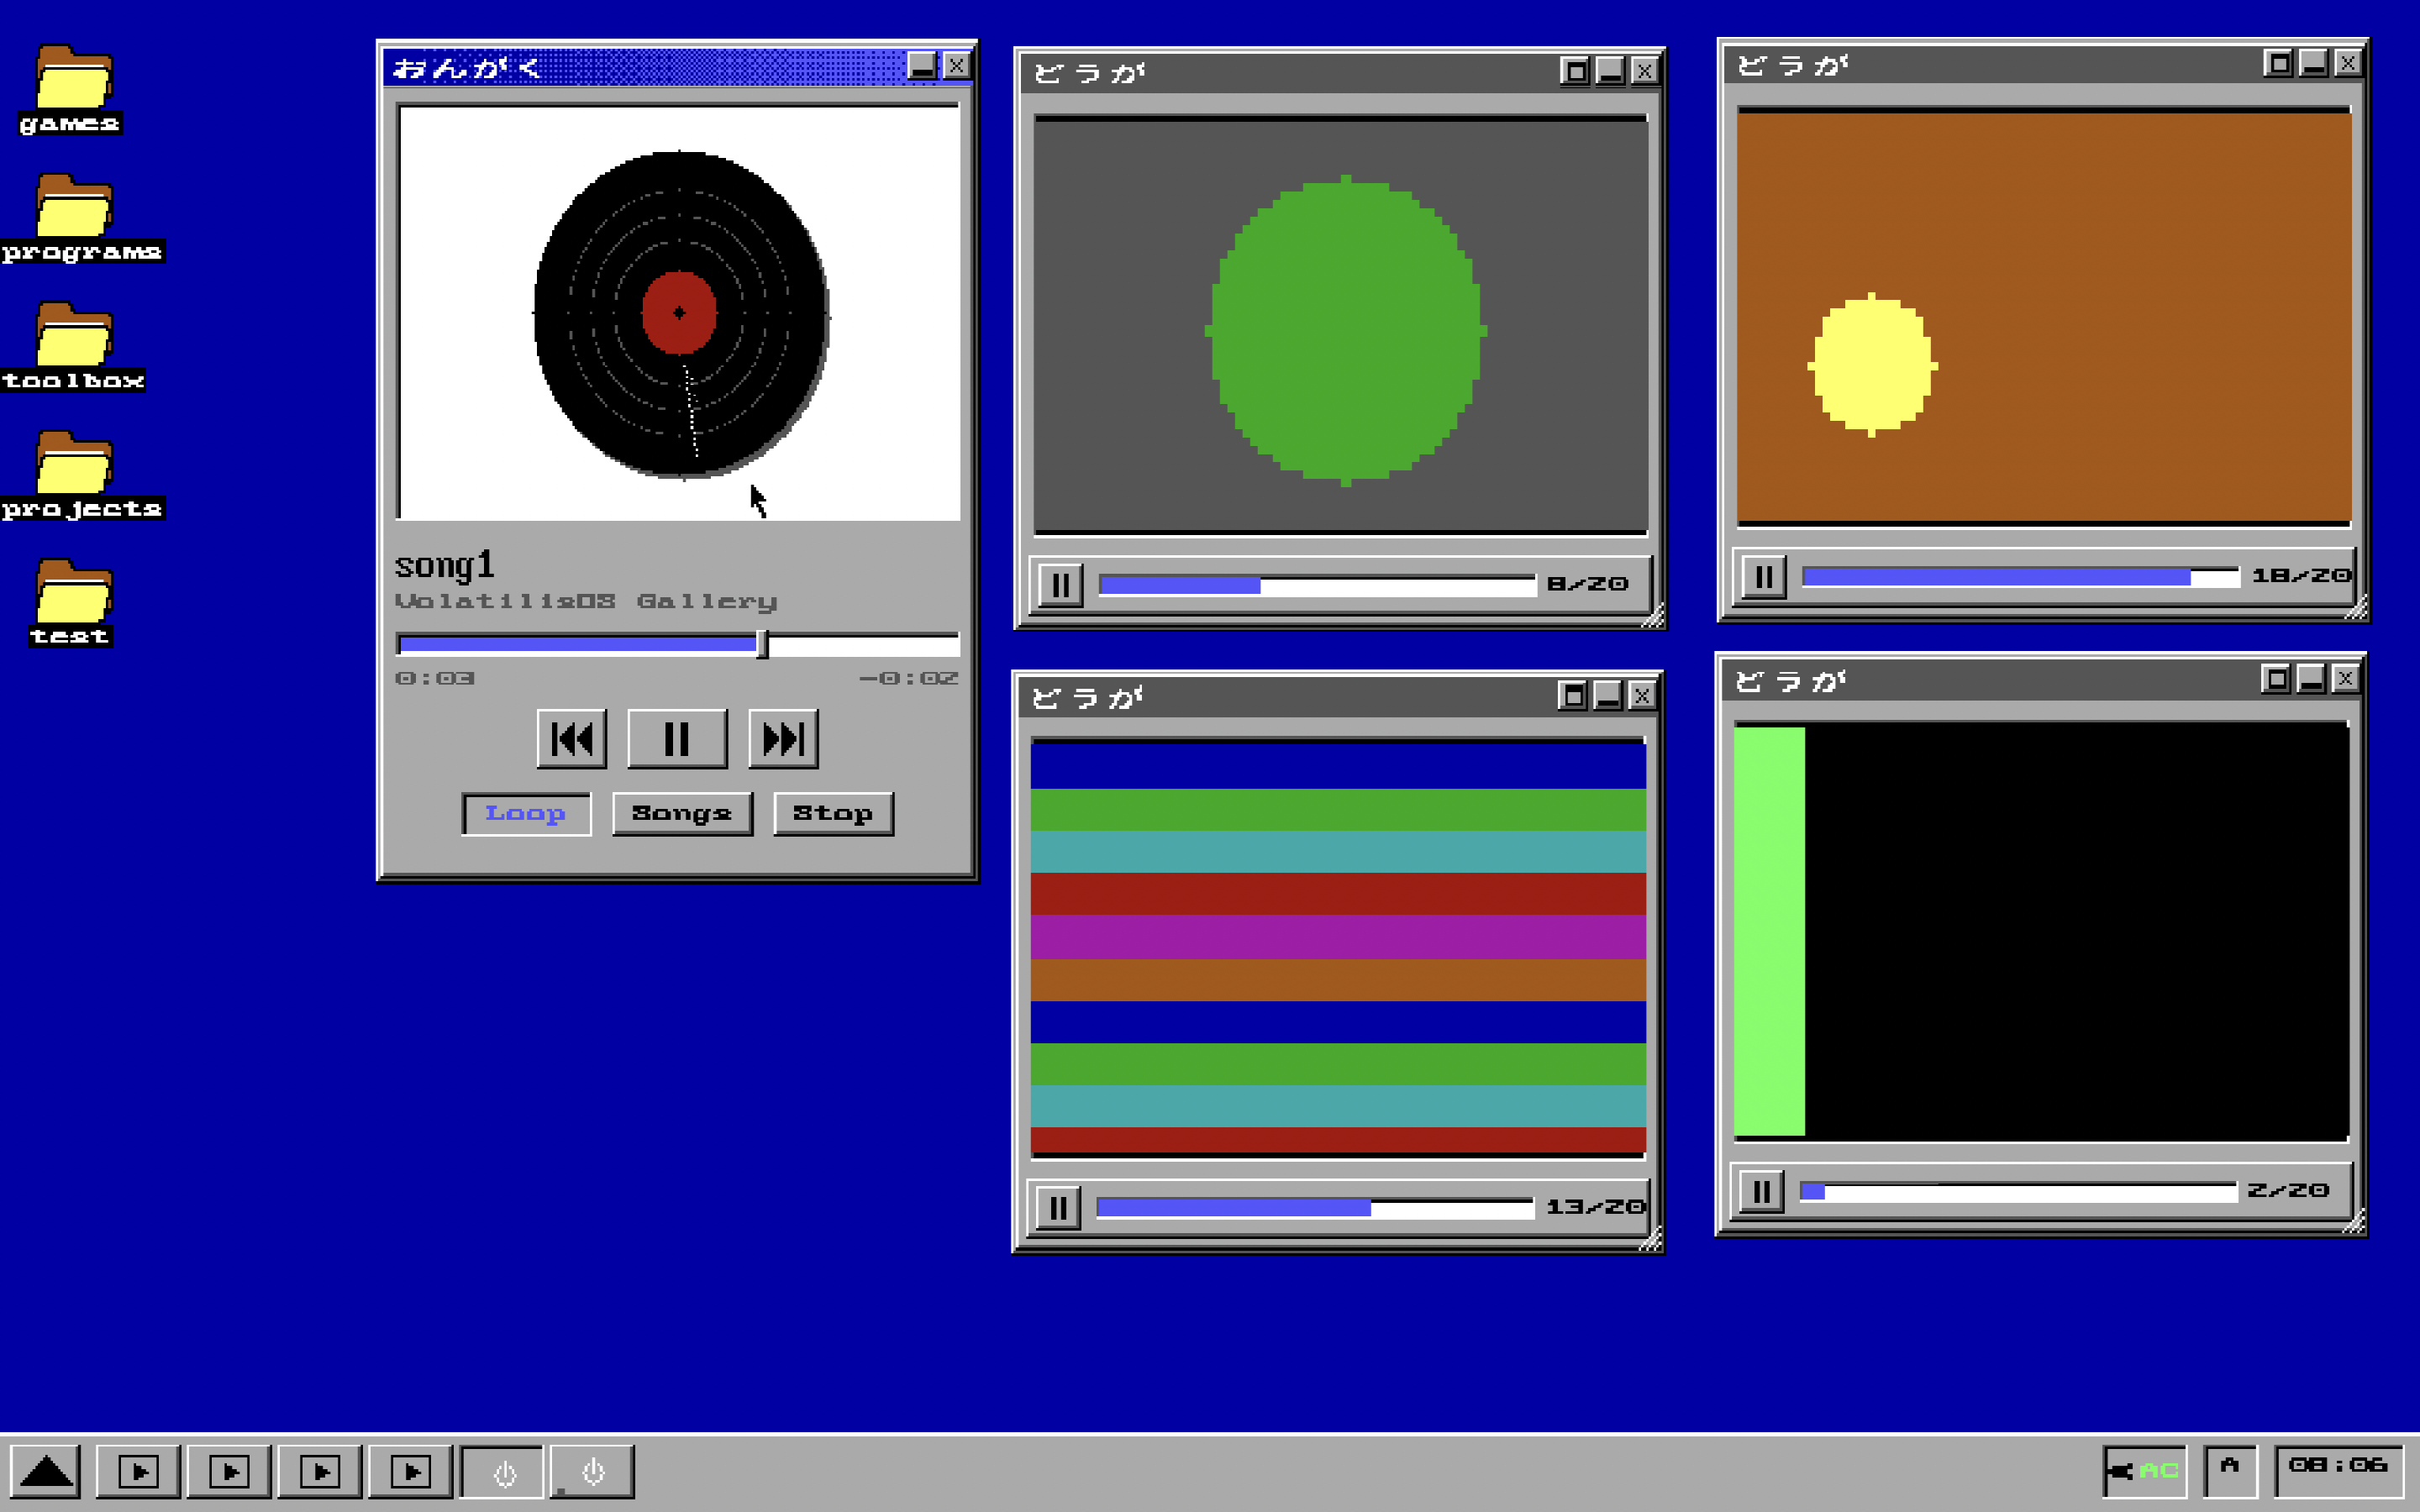 games
programs
toolbox
projects
test
おんがく
song1
VolatilisOS Gallery
0:03
-0:02
Loop
Songs
Stop
どうが
8/20
どうが
18/20
どうが
13/20
どうが
2/20
AC
A
08:06